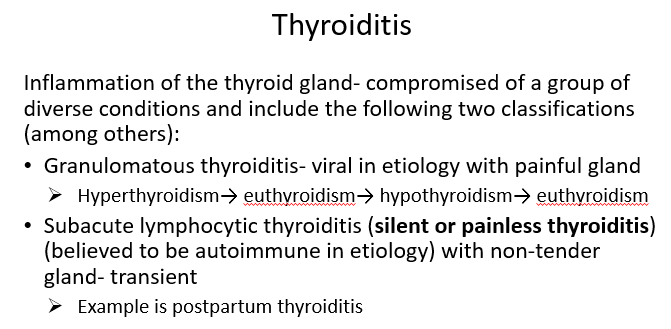 Thyroiditis
Inflammation of the thyroid gland- compromised of a group of
diverse conditions and include the following two classifications
(among others):
• Granulomatous thyroiditis- viral in etiology with painful gland
➢ Hyperthyroidism→ euthyroidism→ hypothyroidism→ euthyroidism
• Subacute lymphocytic thyroiditis (silent or painless thyroiditis)
(believed to be autoimmune in etiology) with non-tender
gland- transient
➢ Example is postpartum thyroiditis